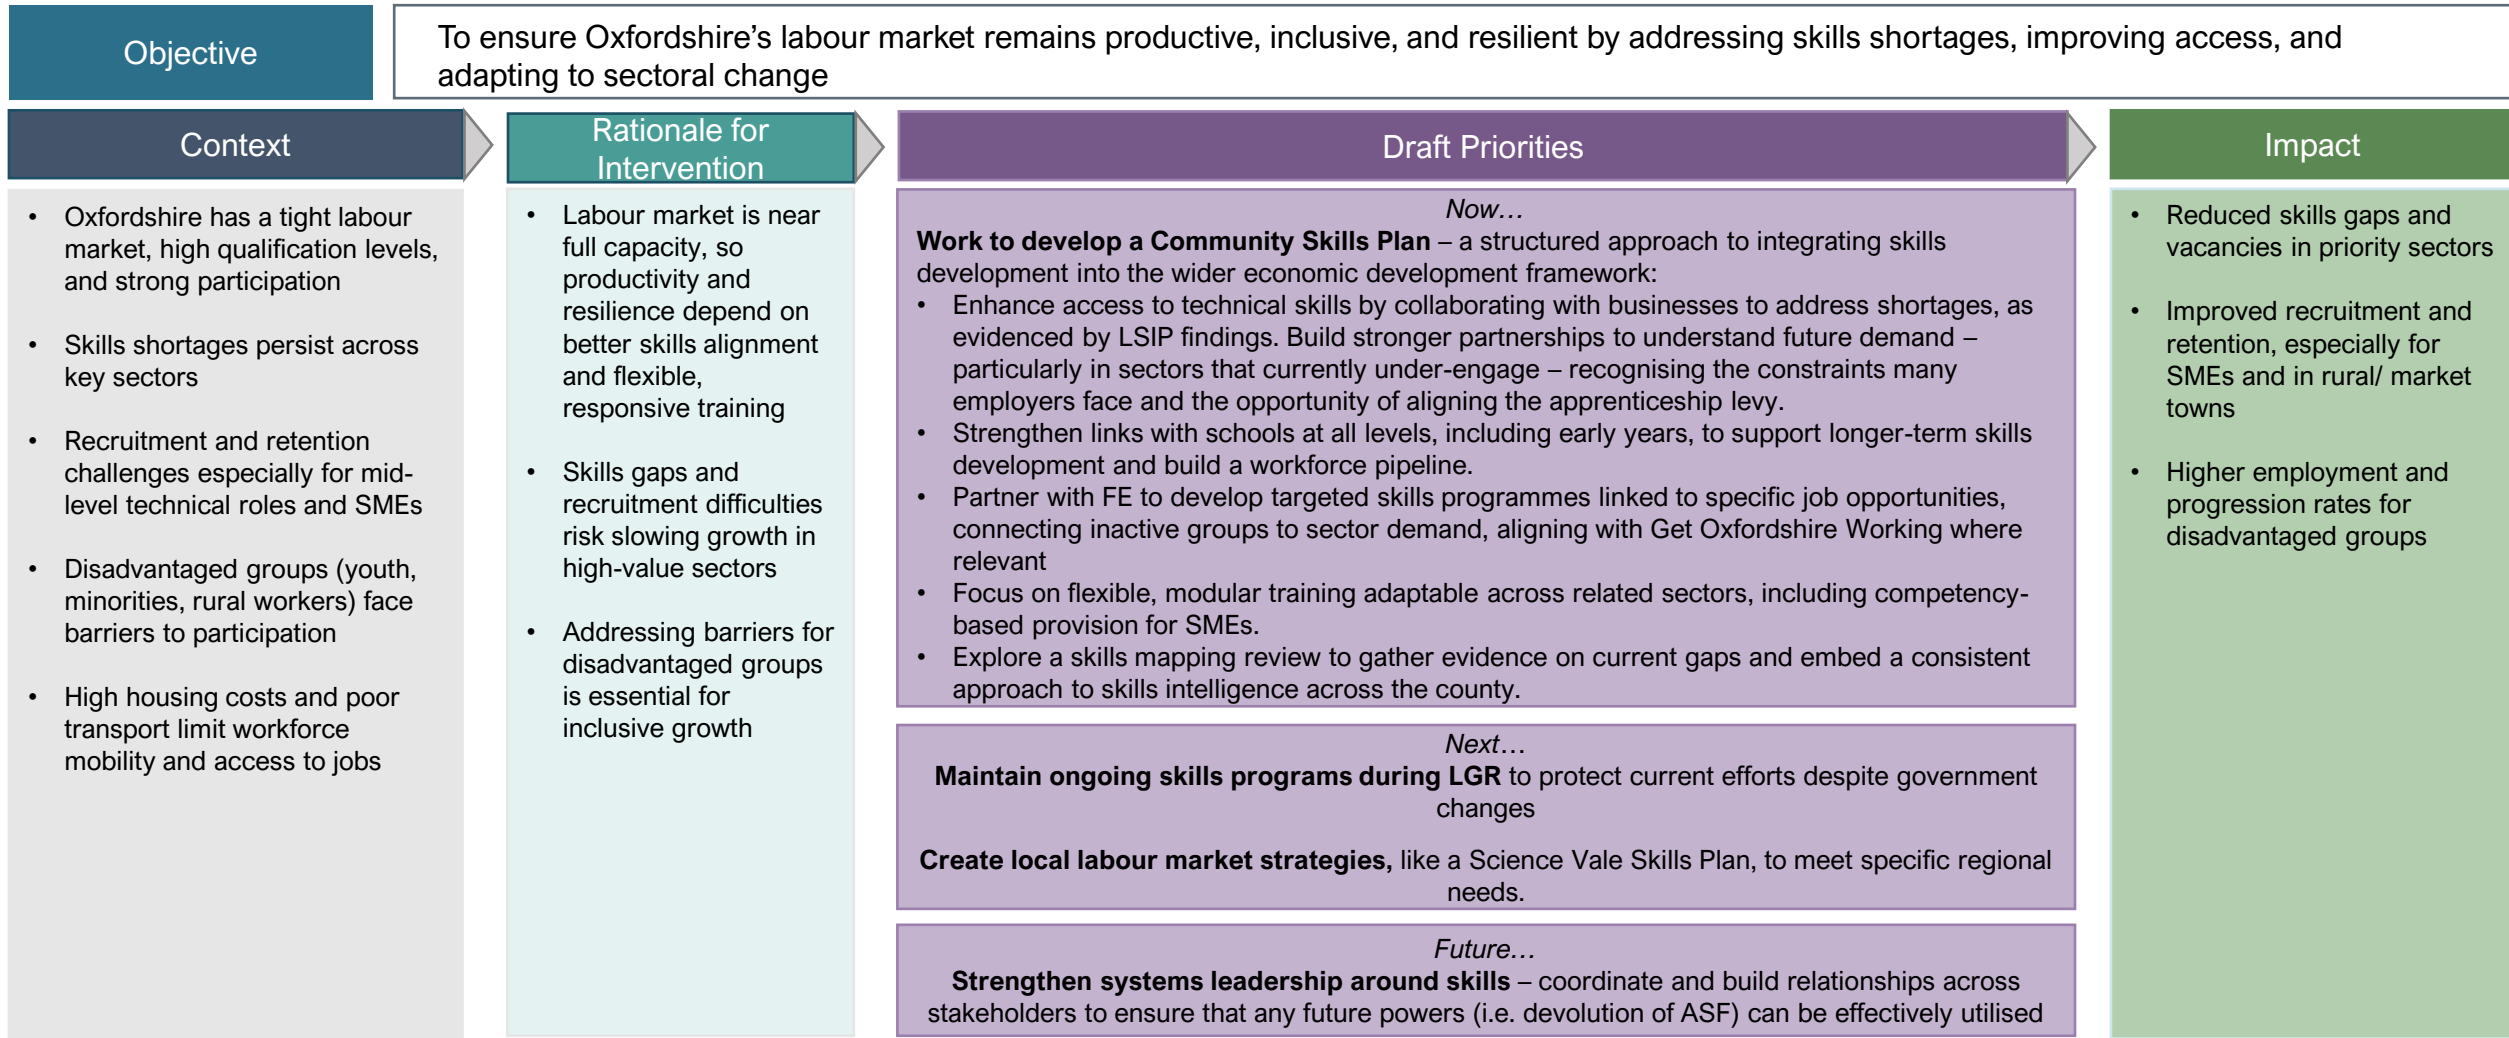 Objective
To ensure Oxfordshire’s labour market remains productive, inclusive, and resilient by addressing skills shortages, improving access, and
adapting to sectoral change
Context
• Oxfordshire has a tight labour
market, high qualification levels,
and strong participation
• Skills shortages persist across
key sectors
• Recruitment and retention
challenges especially for mid-
level technical roles and SMEs
• Disadvantaged groups (youth,
minorities, rural workers) face
barriers to participation
• High housing costs and poor
transport limit workforce
mobility and access to jobs
Rationale for
Intervention
• Labour market is near
full capacity, so
productivity and
resilience depend on
better skills alignment
and flexible,
responsive training
• Skills gaps and
recruitment difficulties
risk slowing growth in
high-value sectors
• Addressing barriers for
disadvantaged groups
is essential for
inclusive growth
Draft Priorities
Now…
Work to develop a Community Skills Plan – a structured approach to integrating skills
development into the wider economic development framework:
• Enhance access to technical skills by collaborating with businesses to address shortages, as
evidenced by LSIP findings. Build stronger partnerships to understand future demand –
particularly in sectors that currently under-engage – recognising the constraints many
employers face and the opportunity of aligning the apprenticeship levy.
• Strengthen links with schools at all levels, including early years, to support longer-term skills
development and build a workforce pipeline.
• Partner with FE to develop targeted skills programmes linked to specific job opportunities,
connecting inactive groups to sector demand, aligning with Get Oxfordshire Working where
relevant
• Focus on flexible, modular training adaptable across related sectors, including competency-
based provision for SMEs.
• Explore a skills mapping review to gather evidence on current gaps and embed a consistent
approach to skills intelligence across the county.
Next…
Maintain ongoing skills programs during LGR to protect current efforts despite government
changes
Create local labour market strategies, like a Science Vale Skills Plan, to meet specific regional
needs.
Future…
Strengthen systems leadership around skills – coordinate and build relationships across
stakeholders to ensure that any future powers (i.e. devolution of ASF) can be effectively utilised
Impact
• Reduced skills gaps and
vacancies in priority sectors
• Improved recruitment and
retention, especially for
SMEs and in rural/ market
towns
• Higher employment and
progression rates for
disadvantaged groups